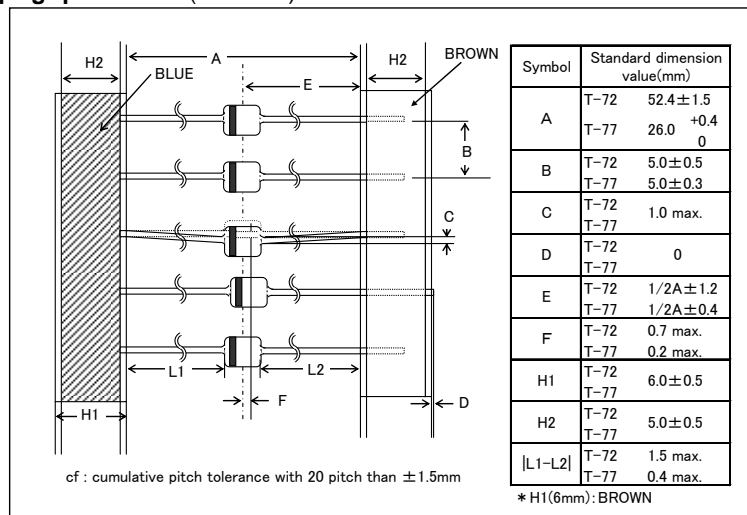 H2
A
H2
BLUE
E
BROWN
B
C
L1
L2
F
D
H1
cf : cumulative pitch tolerance with 20 pitch than ±1.5mm
Symbol Standard dimension value(mm)
A T-72 52.4±1.5
T-77 26.0 +0.4 0
B T-72 5.0±0.5
T-77 5.0±0.3
C T-72 1.0 max.
T-77
D T-72 0
T-77
E T-72 1/2A±1.2
T-77 1/2A±0.4
F T-72 0.7 max.
T-77 0.2 max.
H1 T-72 6.0±0.5
T-77
H2 T-72 5.0±0.5
T-77
|L1-L2| T-72 1.5 max.
T-77 0.4 max.
*H1(6mm):BROWN